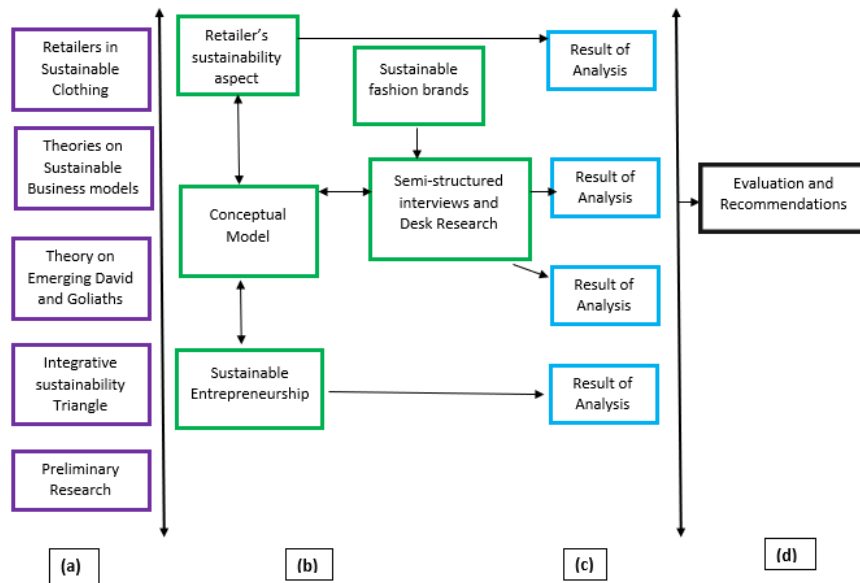 Retailers in
Sustainable
Clothing
Theories on
Sustainable
Business models
Theory on
Emerging David
and Goliaths
Integrative
sustainability
Triangle
Preliminary
Research
Retailer's
sustainability
aspect
Sustainable
fashion brands
Conceptual
Model
Semi-structured
interviews and
Desk Research
Sustainable
Entrepreneurship
Result of
Analysis
Result of
Analysis
Result of
Analysis
Result of
Analysis
Evaluation and
Recommendations
(a)
(b)
(c)
(d)